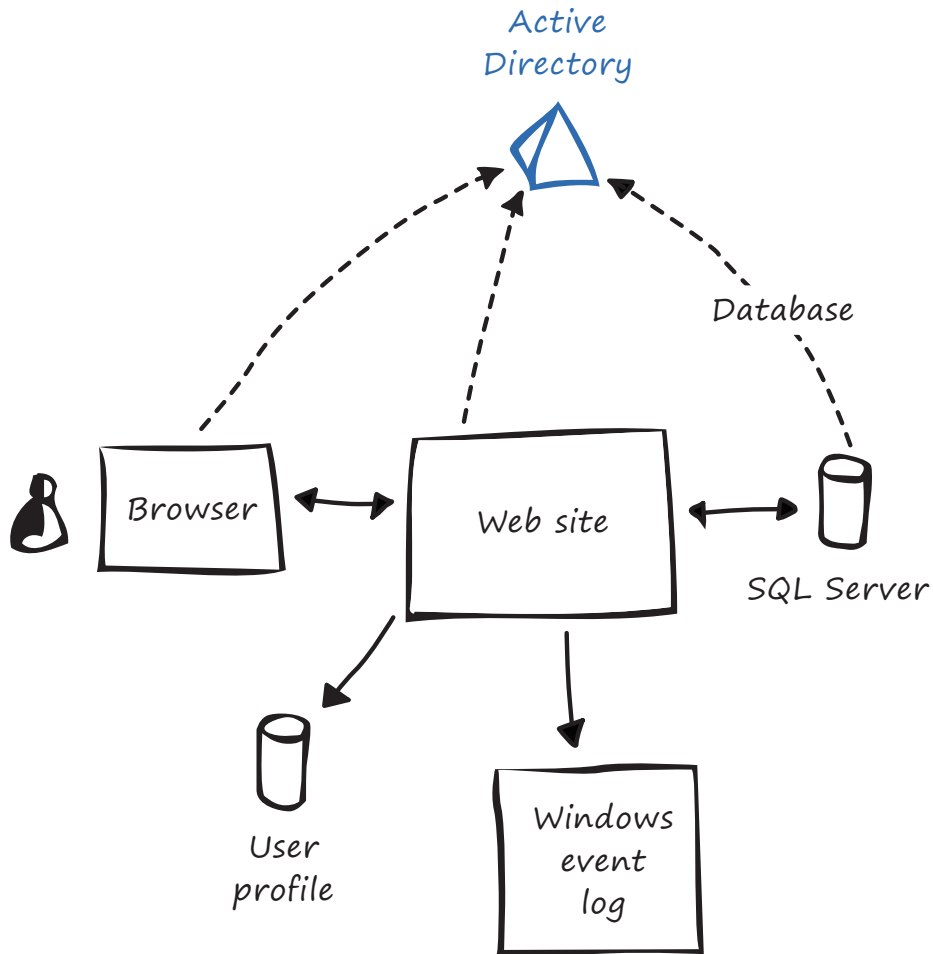 Active
Directory
Database
Browser
Web site
SQL Server
User
profile
Windows
event
log